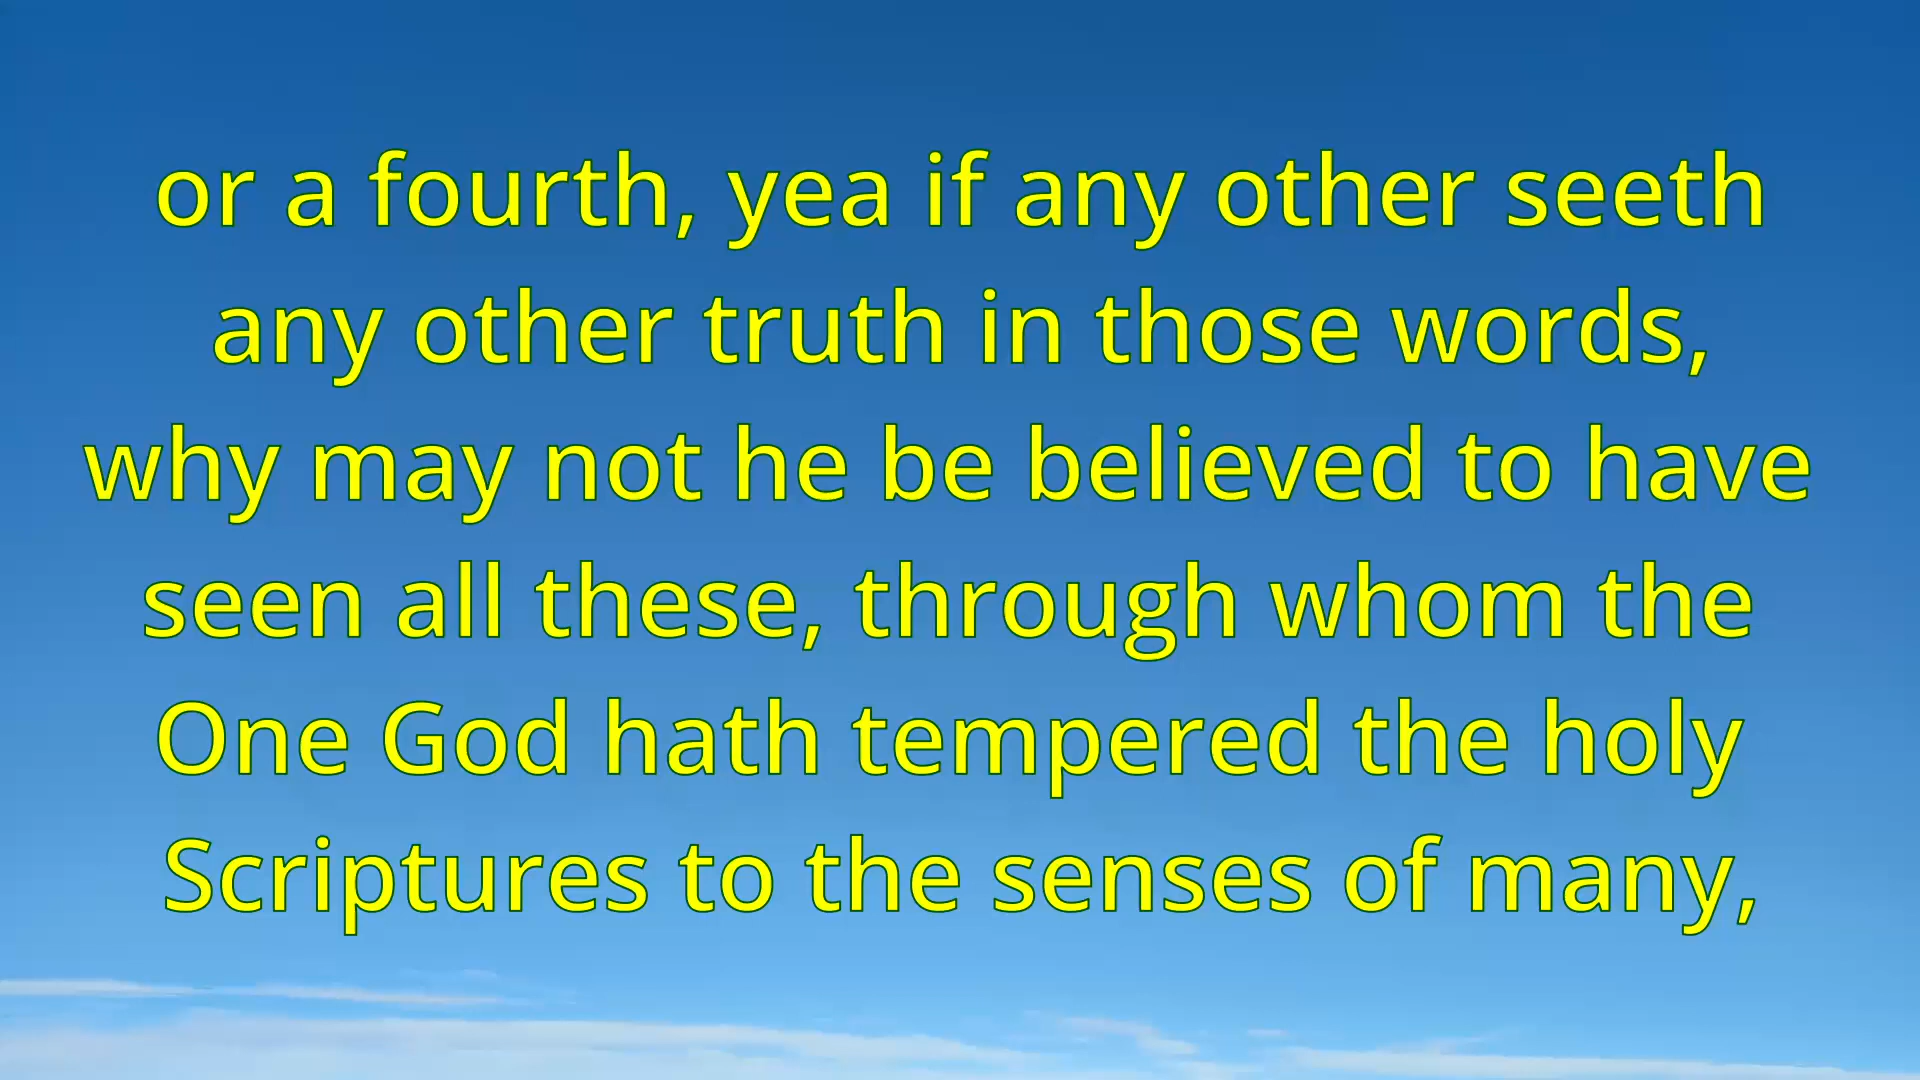 or a fourth, yea if any other seeth
any other truth in those words,
why may not he be believed to have
seen all these, through whom the
One God hath tempered the holy
Scriptures to the senses of many,